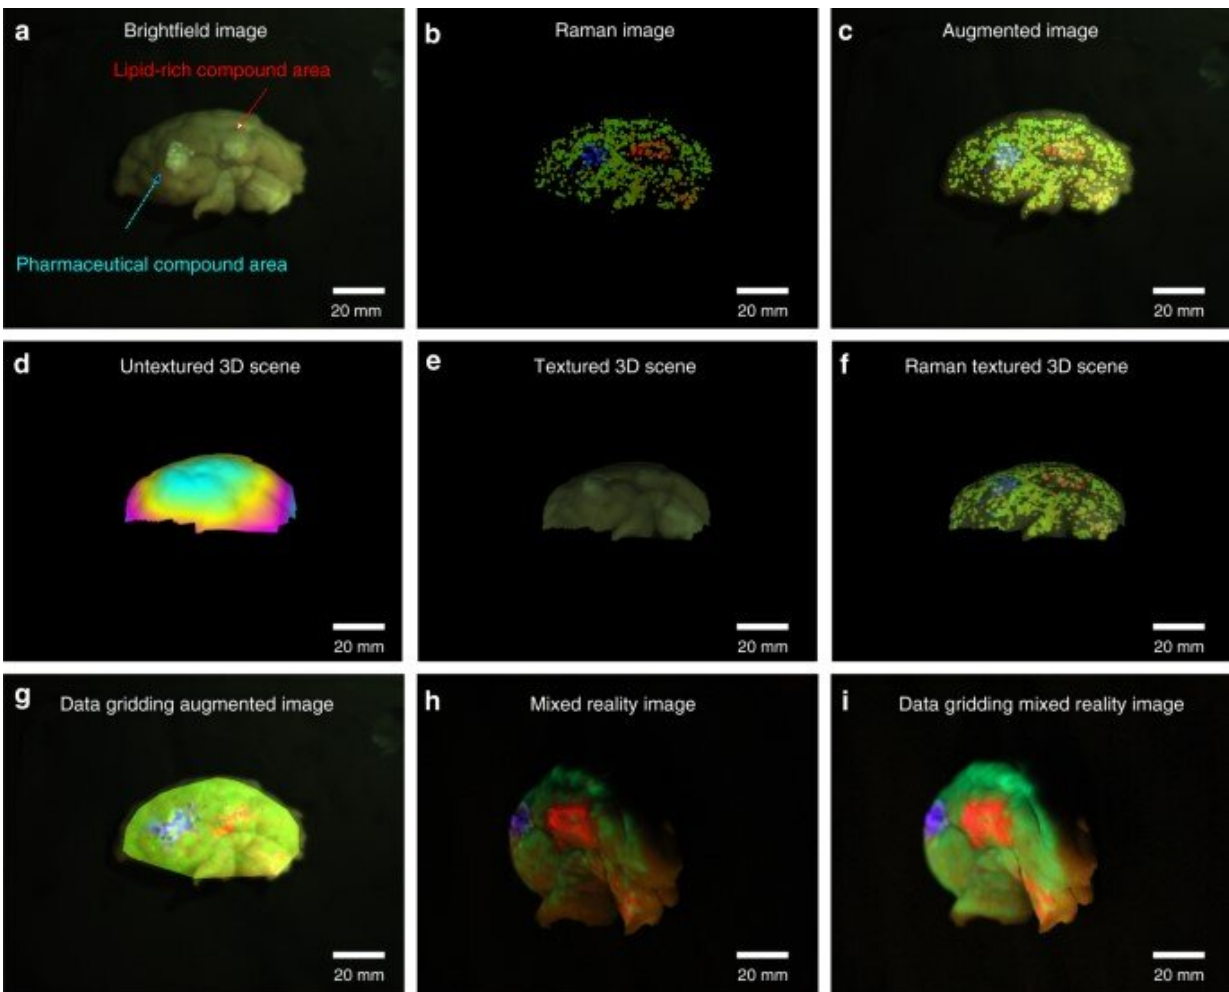 a
Brightfield image
Lipid-rich compound area
Pharmaceutical compound area
20 mm
b
Raman image
20 mm
c
Augmented image
20 mm
d
Untextured 3D scene
20 mm
e
Textured 3D scene
20 mm
f
Raman textured 3D scene
20 mm
g
Data gridding augmented image
20 mm
h
Mixed reality image
20 mm
i
Data gridding mixed reality image
20 mm